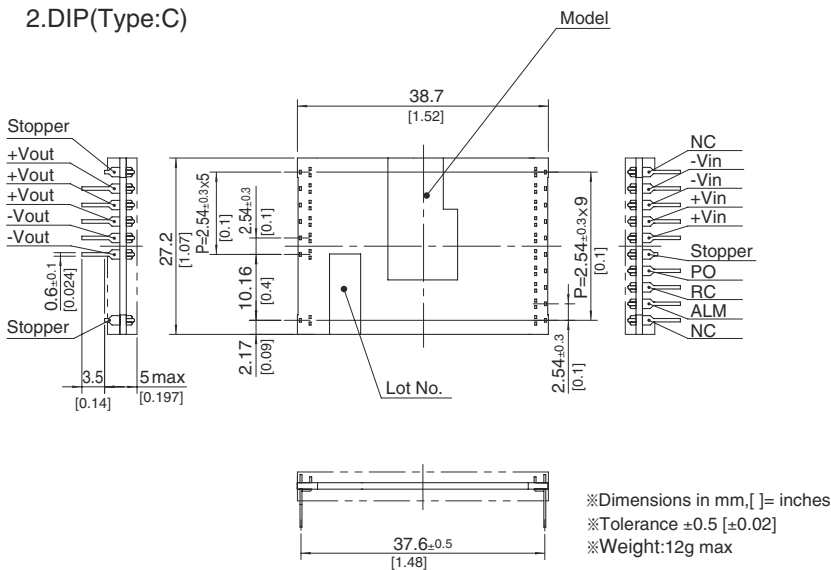 2.DIP(Type:C)
Model
38.7
[1.52]
Stopper
+Vout
+Vout
+Vout
-Vout
-Vout
Stopper
0.6±0.1
[0.024]
3.5
[0.14]
5max
[0.197]
27.2
[1.07]
P=2.54±0.3x5
[0.1]
2.54±0.3
[0.1]
10.16
[0.4]
2.17
[0.09]
Lot No.
P=2.54±0.3x9
[0.1]
2.54±0.3
[0.1]
NC
-Vin
-Vin
+Vin
+Vin
Stopper
PO
RC
ALM
NC
37.6±0.5
[1.48]
※Dimensions in mm,[ ]= inches
※Tolerance ±0.5 [±0.02]
※Weight:12g max